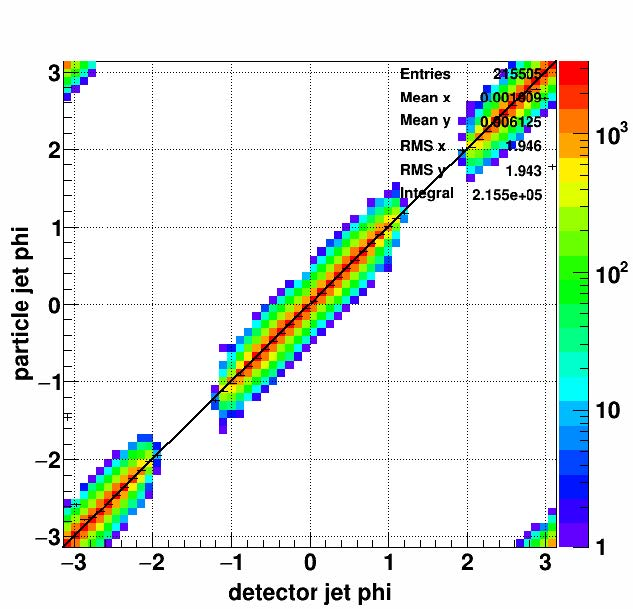 Entries 215505
Mean x 0.001609
Mean y 0.006125
RMS x 1.946
RMS y 1.943
Integral 2.155e+05
3
2
1
0
−1
−2
−3
particle jet phi
−3 −2 −1 0 1 2 3
detector jet phi
10³
10²
10
1